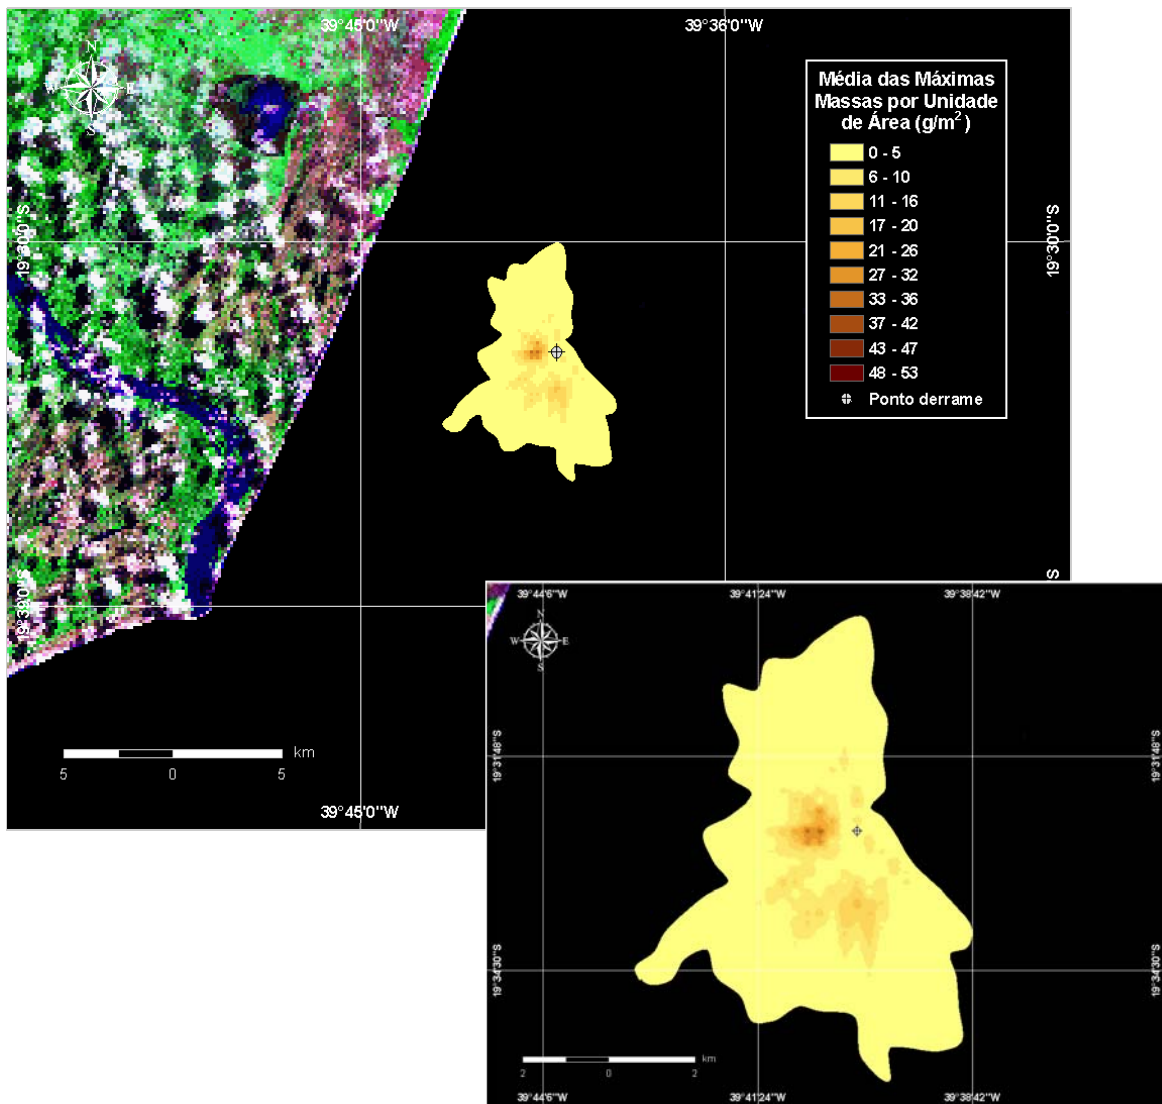 39°45'0"W
39°36'0"W
N
W
E
S
Média das Máximas
Massas por Unidade
de Área (g/m²)
0 - 5
6 - 10
11 - 16
17 - 20
21 - 26
27 - 32
33 - 36
37 - 42
43 - 47
48 - 53
Ponto derrame
19°30'0"S
19°30'0"S
19°39'0"S
S
km
5
0
5
39°45'0"W
39°44'6"W
39°41'24"W
39°38'42"W
N
W
E
S
19°31'48"S
19°31'48"S
19°34'30"S
19°34'30"S
km
2
0
2
39°44'6"W
39°41'24"W
39°38'42"W